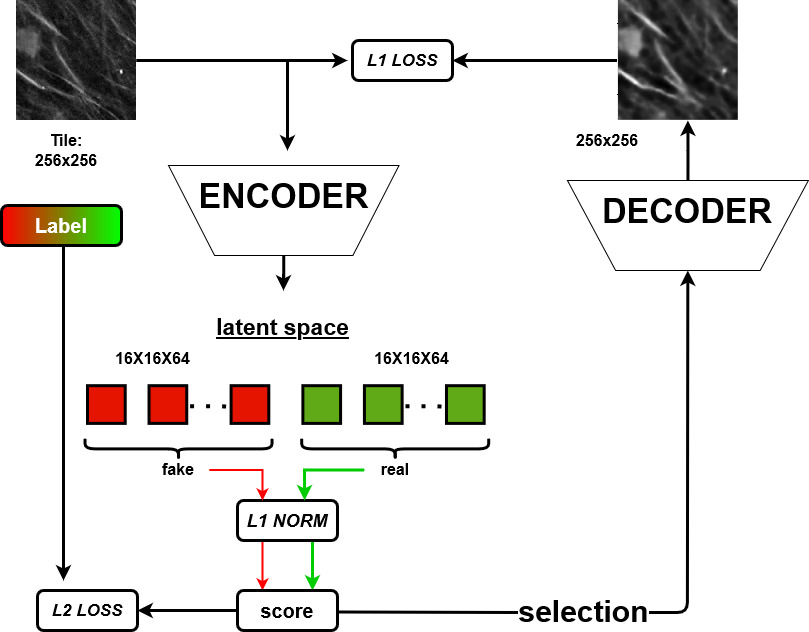 L1 LOSS
Tile:
256x256
256x256
ENCODER
DECODER
Label
latent space
16X16X64
16X16X64
fake
real
L1 NORM
L2 LOSS
score
selection